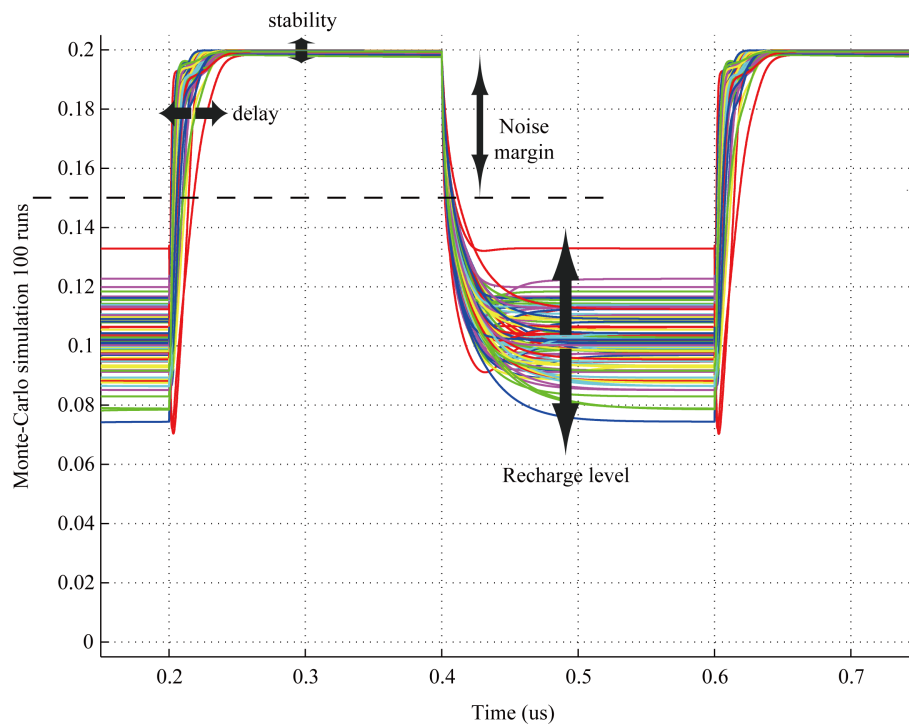 stability
0.2
0.18
delay
Noise
margin
0.16
0.14
0.12
0.1
0.08
Recharge level
0.06
0.04
0.02
0
Monte-Carlo simulation 100 runs
0.2
0.3
0.4
0.5
0.6
0.7
Time (us)